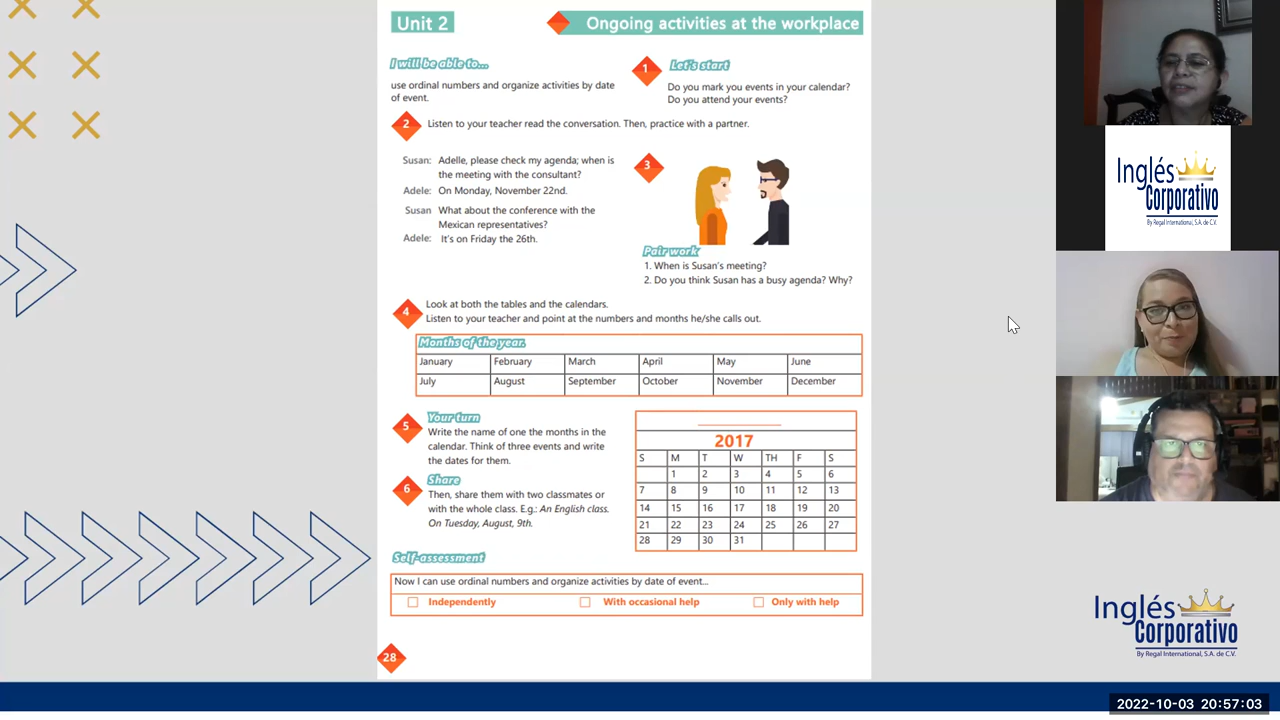 Unit 2
Ongoing activities at the workplace
I will be able to...
use ordinal numbers and organize activities by date
of event.
1
Let's start
Do you mark you events in your calendar?
Do you attend your events?
2
Listen to your teacher read the conversation. Then, practice with a partner.
Susan: Adelle, please check my agenda; when is
the meeting with the consultant?
Adele: On Monday, November 22nd.
Susan What about the conference with the
Mexican representatives?
Adele: It's on Friday the 26th.
3
Pair work
1. When is Susan's meeting?
2. Do you think Susan has a busy agenda? Why?
4
Look at both the tables and the calendars.
Listen to your teacher and point at the numbers and months he/she calls out.
Months of the year.
January February March April May June
July August September October November December
5
Your turn
Write the name of one the months in the
calendar. Think of three events and write
the dates for them.
6
Share
Then, share them with two classmates or
with the whole class. E.g.: An English class.
On Tuesday, August, 9th.
2017
S M T W TH F S
1 2 3 4 5 6
7 8 9 10 11 12 13
14 15 16 17 18 19 20
21 22 23 24 25 26 27
28 29 30 31
Self-assessment
Now I can use ordinal numbers and organize activities by date of event...
Independently With occasional help Only with help
28
Inglés
Corporativo
By Regal International, S.A. de C.V.
Inglés
Corporativo
By Regal International, S.A. de C.V.
2022-10-03 20:57:03